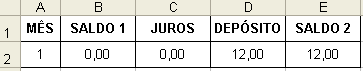 A B C D E
1 MÊS SALDO 1 JUROS DEPÓSITO SALDO 2
2 1 0,00 0,00 12,00 12,00